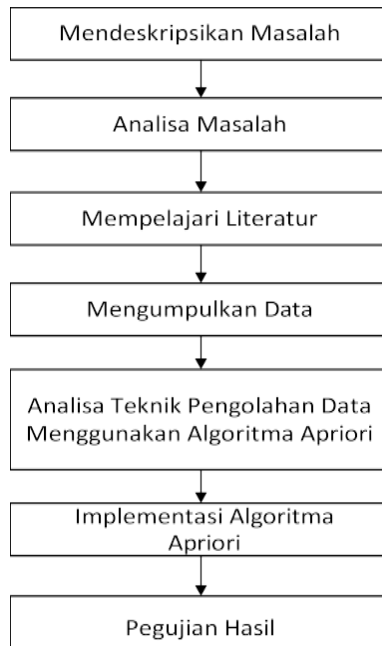 Mendeskripsikan Masalah
Analisa Masalah
Mempelajari Literatur
Mengumpulkan Data
Analisa Teknik Pengolahan Data
Menggunakan Algoritma Apriori
Implementasi Algoritma
Apriori
Pegujian Hasil